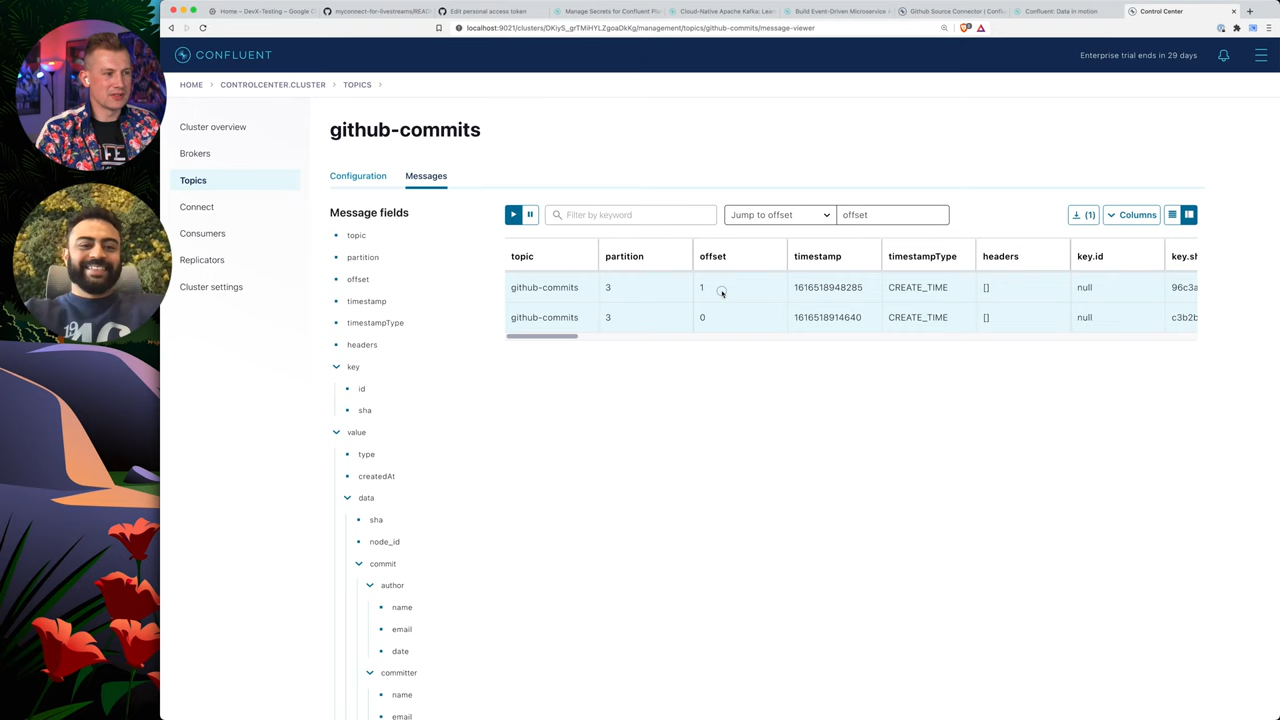 Home – DevX-Testing – Google C
myconnect-for-livestreams/READ
Edit personal access token
Manage Secrets for Confluent Pla
Cloud-Native Apache Kafka: Lea
Build Event-Driven Microservice
Github Source Connector | Conflu
Confluent: Data in motion
Control Center
localhost:9021/clusters/OKiyS_grTMiHYLZgoaDkKg/management/topics/github-commits/message-viewer
CONFLUENT
Enterprise trial ends in 29 days
HOME > CONTROLCENTER.CLUSTER > TOPICS >
Cluster overview
Brokers
Topics
Connect
Consumers
Replicators
Cluster settings
github-commits
Configuration
Messages
Message fields
topic
partition
offset
timestamp
timestampType
headers
key
id
sha
value
type
createdAt
data
sha
node_id
commit
author
name
email
date
committer
name
email
Filter by keyword
Jump to offset
offset
(1)
Columns
topic partition offset timestamp timestampType headers key.id key.sh
github-commits 3 1 1616518948285 CREATE_TIME [] null 96c3a
github-commits 3 0 1616518914640 CREATE_TIME [] null c3b2b